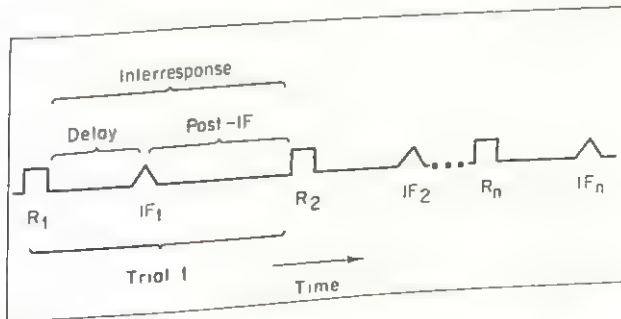 Interresponse
Delay
Post-IF
R1
IF1
R2
IF2
Rn
IFn
Trial 1
Time